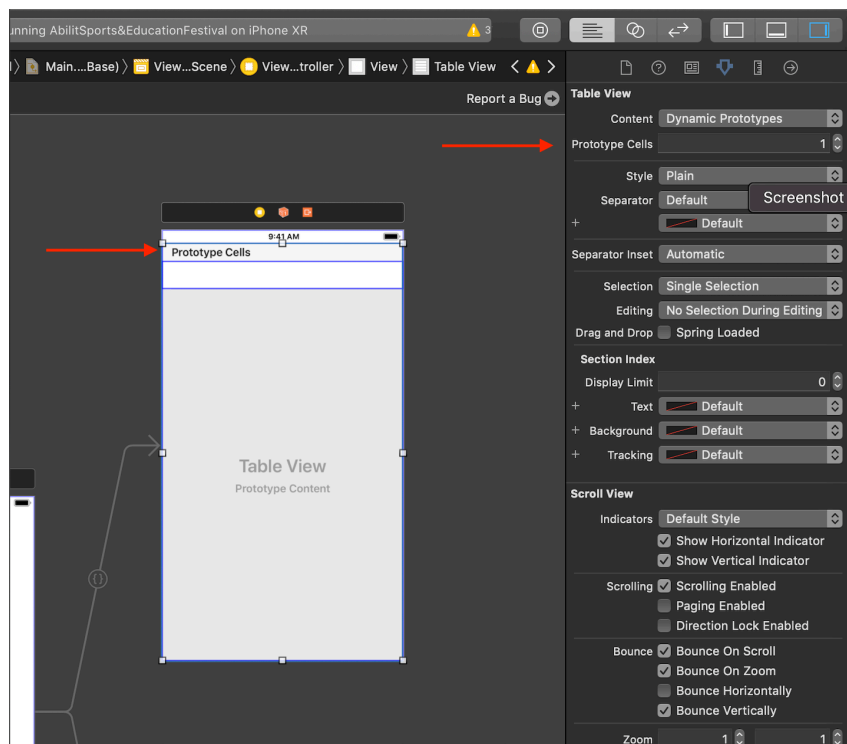 unning AbilitSports&EducationFestival on iPhone XR 3
Main....Base) View...Scene View...troller View Table View
Report a Bug
Table View
Content Dynamic Prototypes
Prototype Cells 1
Style Plain
Separator Default
Screenshot
+ Default
Separator Inset Automatic
Selection Single Selection
Editing No Selection During Editing
Drag and Drop Spring Loaded
Section Index
Display Limit 0
+ Text Default
+ Background Default
+ Tracking Default
Scroll View
Indicators Default Style
Show Horizontal Indicator
Show Vertical Indicator
Scrolling Scrolling Enabled
Paging Enabled
Direction Lock Enabled
Bounce Bounce On Scroll
Bounce On Zoom
Bounce Horizontally
Bounce Vertically
Zoom 1 1
9:41 AM
Prototype Cells
Table View
Prototype Content